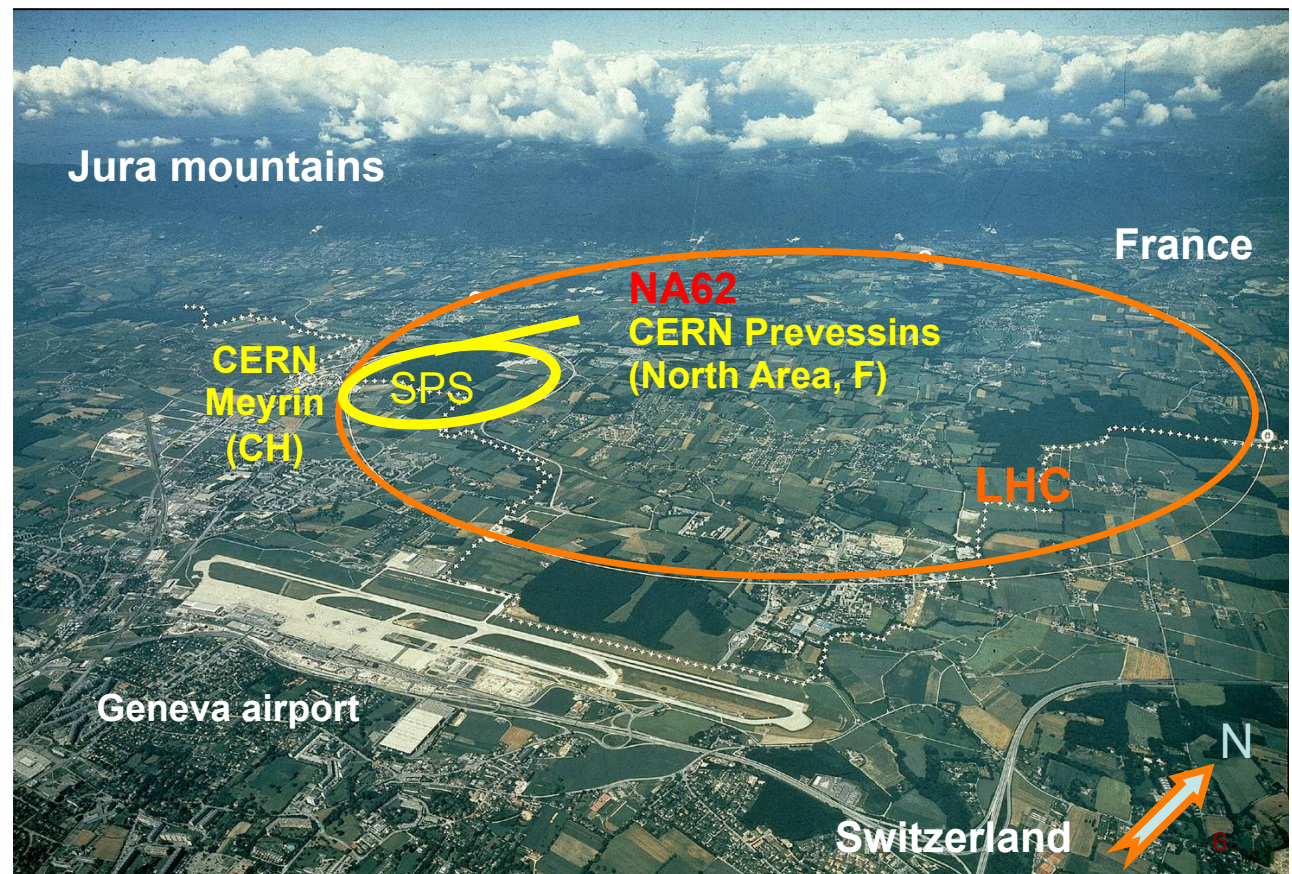 Jura mountains
France
NA62
CERN Prevessins
(North Area, F)
CERN
Meyrin
(CH)
SPS
LHC
Geneva airport
N
Switzerland
6